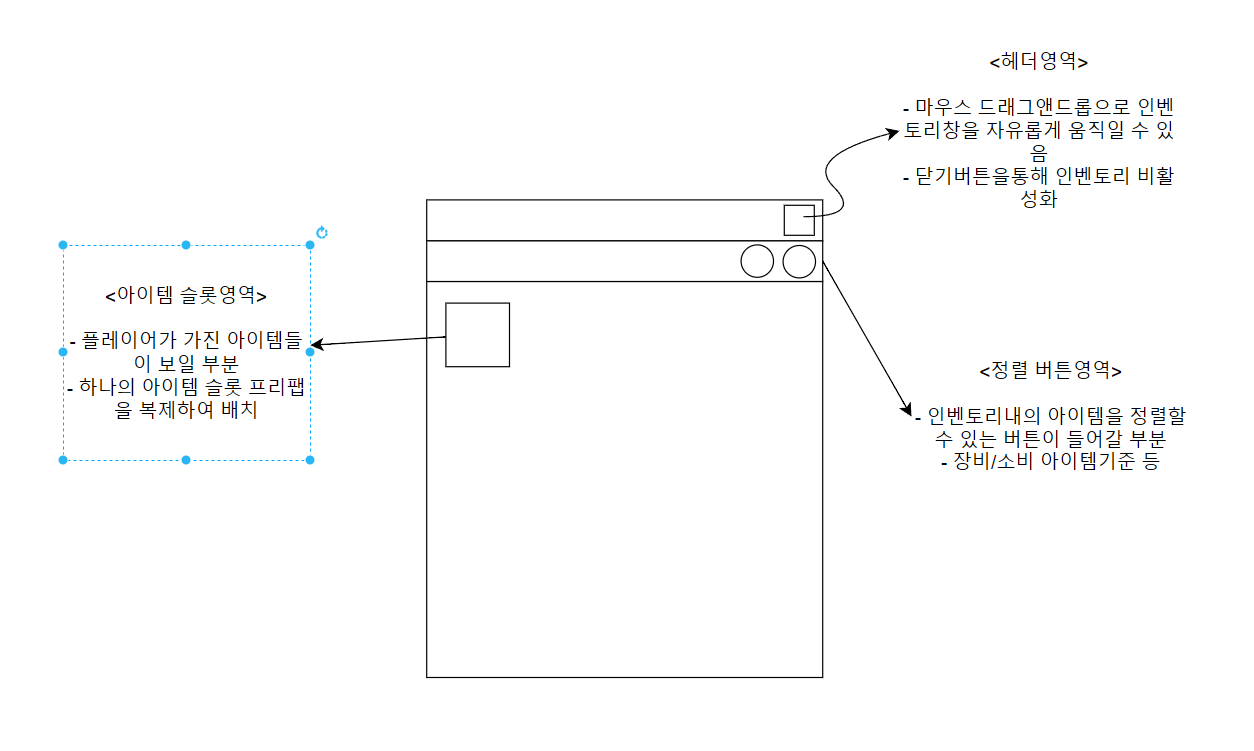 <헤더영역>
- 마우스 드래그앤드롭으로 인벤
토리창을 자유롭게 움직일 수 있
음
- 닫기버튼을통해 인벤토리 비활
성화
<아이템 슬롯영역>
- 플레이어가 가진 아이템들
이 보일 부분
- 하나의 아이템 슬롯 프리팹
을 복제하여 배치
<정렬 버튼영역>
- 인벤토리내의 아이템을 정렬할
수 있는 버튼이 들어갈 부분
- 장비/소비 아이템기준 등